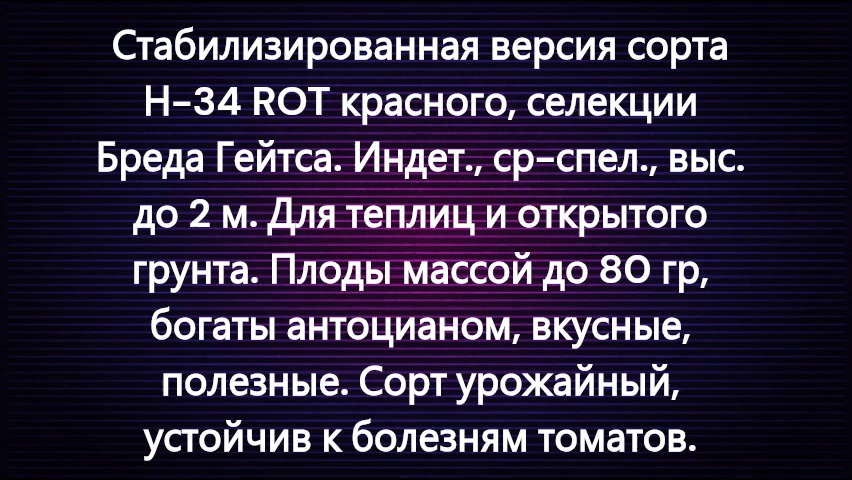 Стабилизированная версия сорта
Н-34 ROT красного, селекции
Бреда Гейтса. Индет., ср-спел., выс.
до 2 м. Для теплиц и открытого
грунта. Плоды массой до 80 гр,
богаты антоцианом, вкусные,
полезные. Сорт урожайный,
устойчив к болезням томатов.